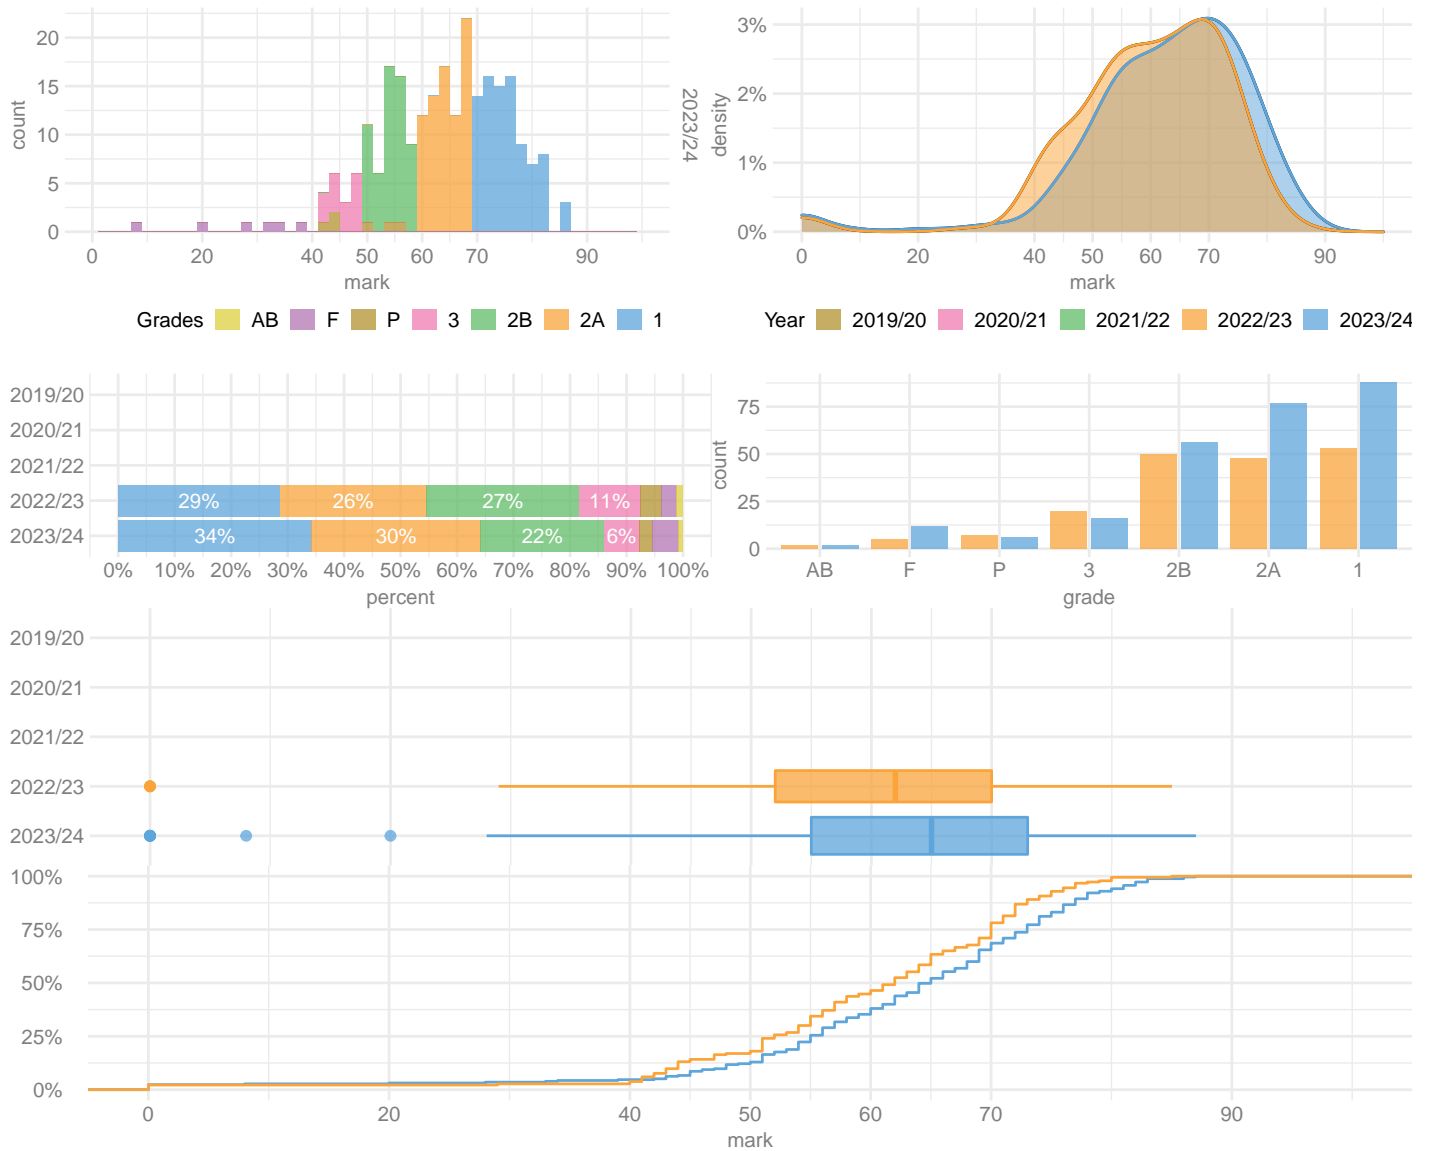 20
15
10
5
0
count
0 20 40 50 60 70 90
mark
2023/24
3%
2%
1%
0%
density
0 20 40 50 60 70 90
mark
Grades AB F P 3 2B 2A 1
Year 2019/20 2020/21 2021/22 2022/23 2023/24
2019/20
2020/21
2021/22
2022/23 29% 26% 27% 11%
2023/24 34% 30% 22% 6%
0% 10% 20% 30% 40% 50% 60% 70% 80% 90% 100%
percent
75
50
25
0
count
AB F P 3 2B 2A 1
grade
2019/20
2020/21
2021/22
2022/23
2023/24
100%
75%
50%
25%
0%
0 20 40 50 60 70 90
mark